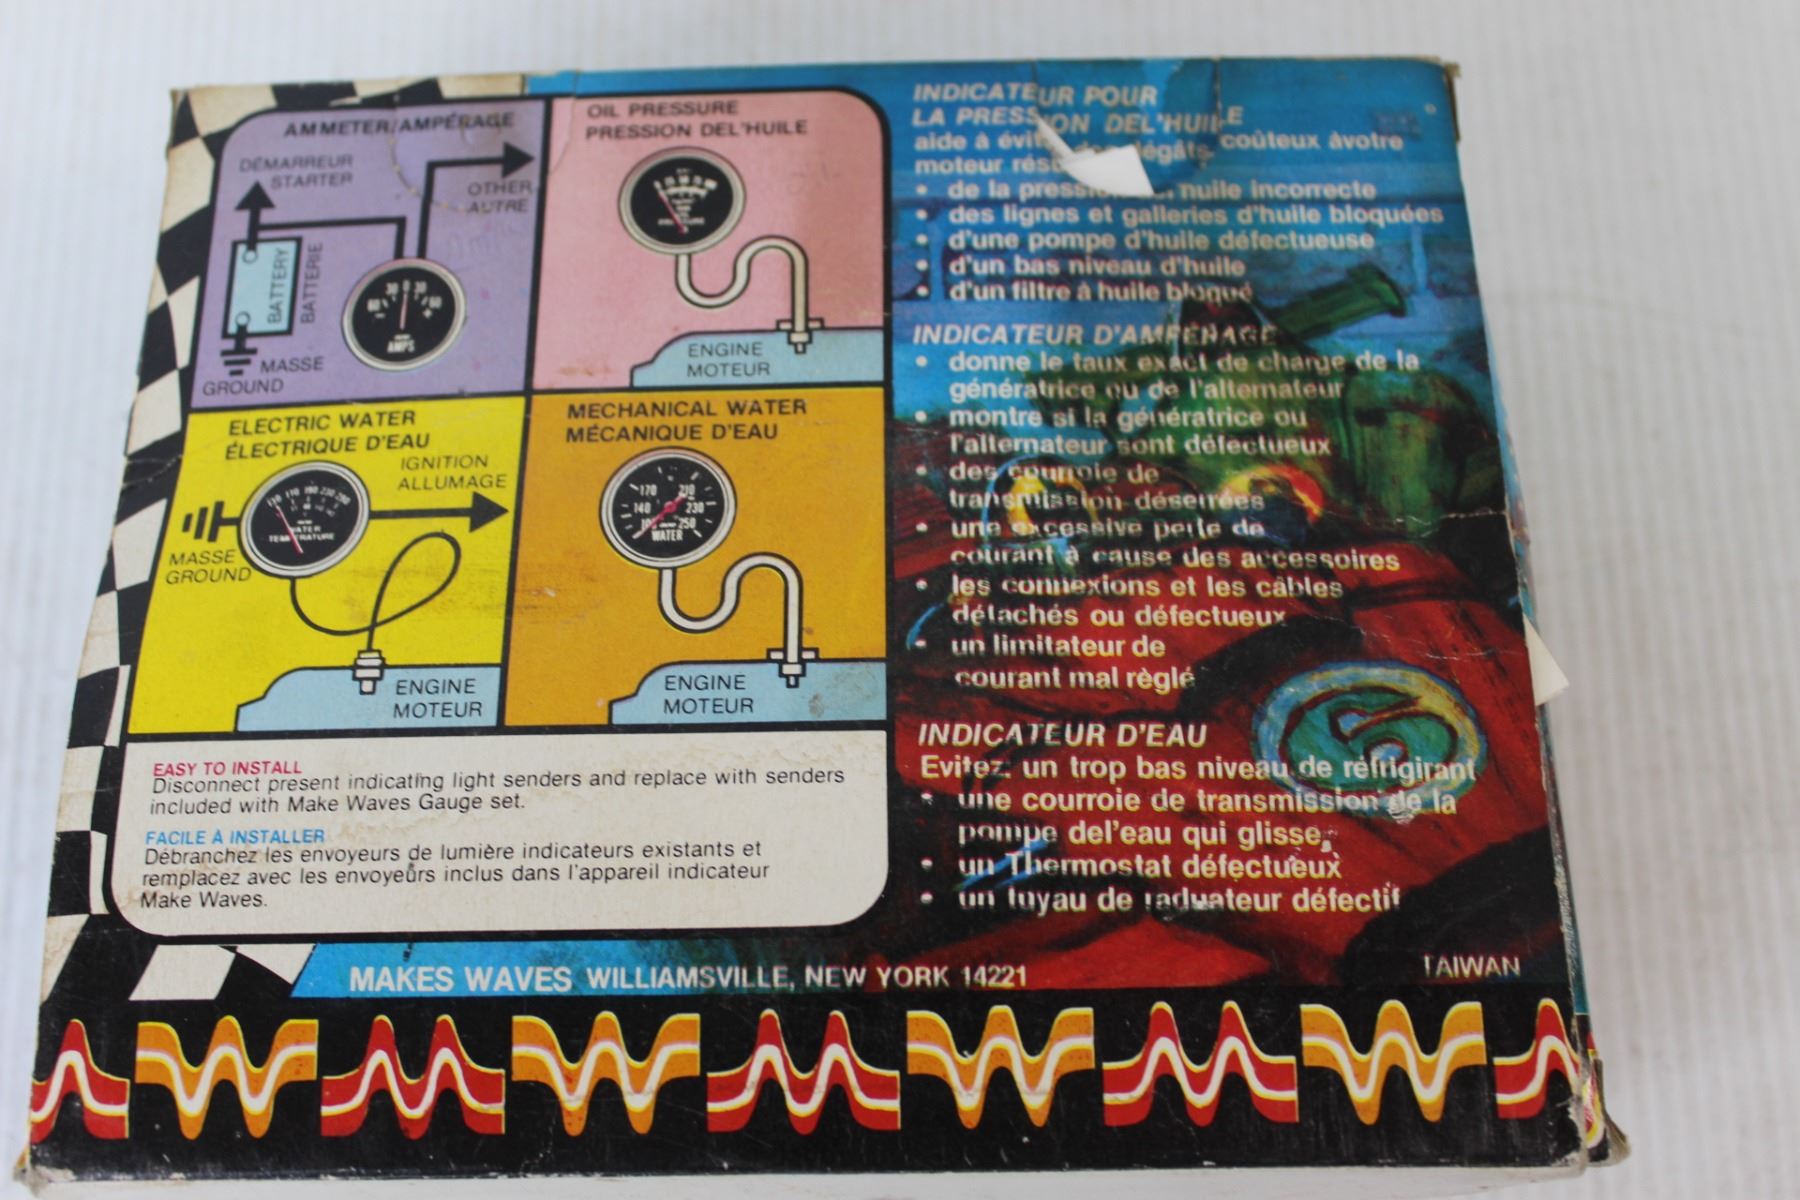 AMMETER/AMPÉRAGE
DÉMARREUR
STARTER
OTHER
AUTRE
BATTERY
BATTERIE
60 30 0 30 60
- +
AMPS
MASSE
GROUND
OIL PRESSURE
PRESSION DEL'HUILE
ENGINE
MOTEUR
ELECTRIC WATER
ÉLECTRIQUE D'EAU
IGNITION
ALLUMAGE
WATER
TEMPERATURE
MASSE
GROUND
ENGINE
MOTEUR
MECHANICAL WATER
MÉCANIQUE D'EAU
170 210
140 230
250
WATER
ENGINE
MOTEUR
EASY TO INSTALL
Disconnect present indicating light senders and replace with senders
included with Make Waves Gauge set.
FACILE À INSTALLER
Débranchez les envoyeurs de lumière indicateurs existants et
remplacez avec les envoyeurs inclus dans l'appareil indicateur
Make Waves.
INDICATEUR POUR
LA PRESSION DEL'HUILE
aide à des dégâts coûteux àvotre
moteur
• de la incorrecte
• des lignes et galleries d'huile bloquées
• d'une pompe d'huile défectueuse
• d'un bas niveau d'huile
• d'un filtre à huile bloqué
INDICATEUR D'AMPÉRAGE
• donne le taux exact de charge de la
génératrice ou de l'alternateur
• montre si la génératrice ou
l'alternateur sont défectueux
• des courroie de
transmission déserrées
• une excessive perte de
courant à cause des accessoires
• les connexions et les câbles
détachés ou défectueux
• un limitateur de
courant mal règlé
INDICATEUR D'EAU
Evitez: un trop bas niveau de réfrigirant
• une courroie de transmission de la
pompe del'eau qui glisse,
• un Thermostat défectueux
• un tuyau de raduateur défectif
MAKES WAVES WILLIAMSVILLE, NEW YORK 14221
TAIWAN